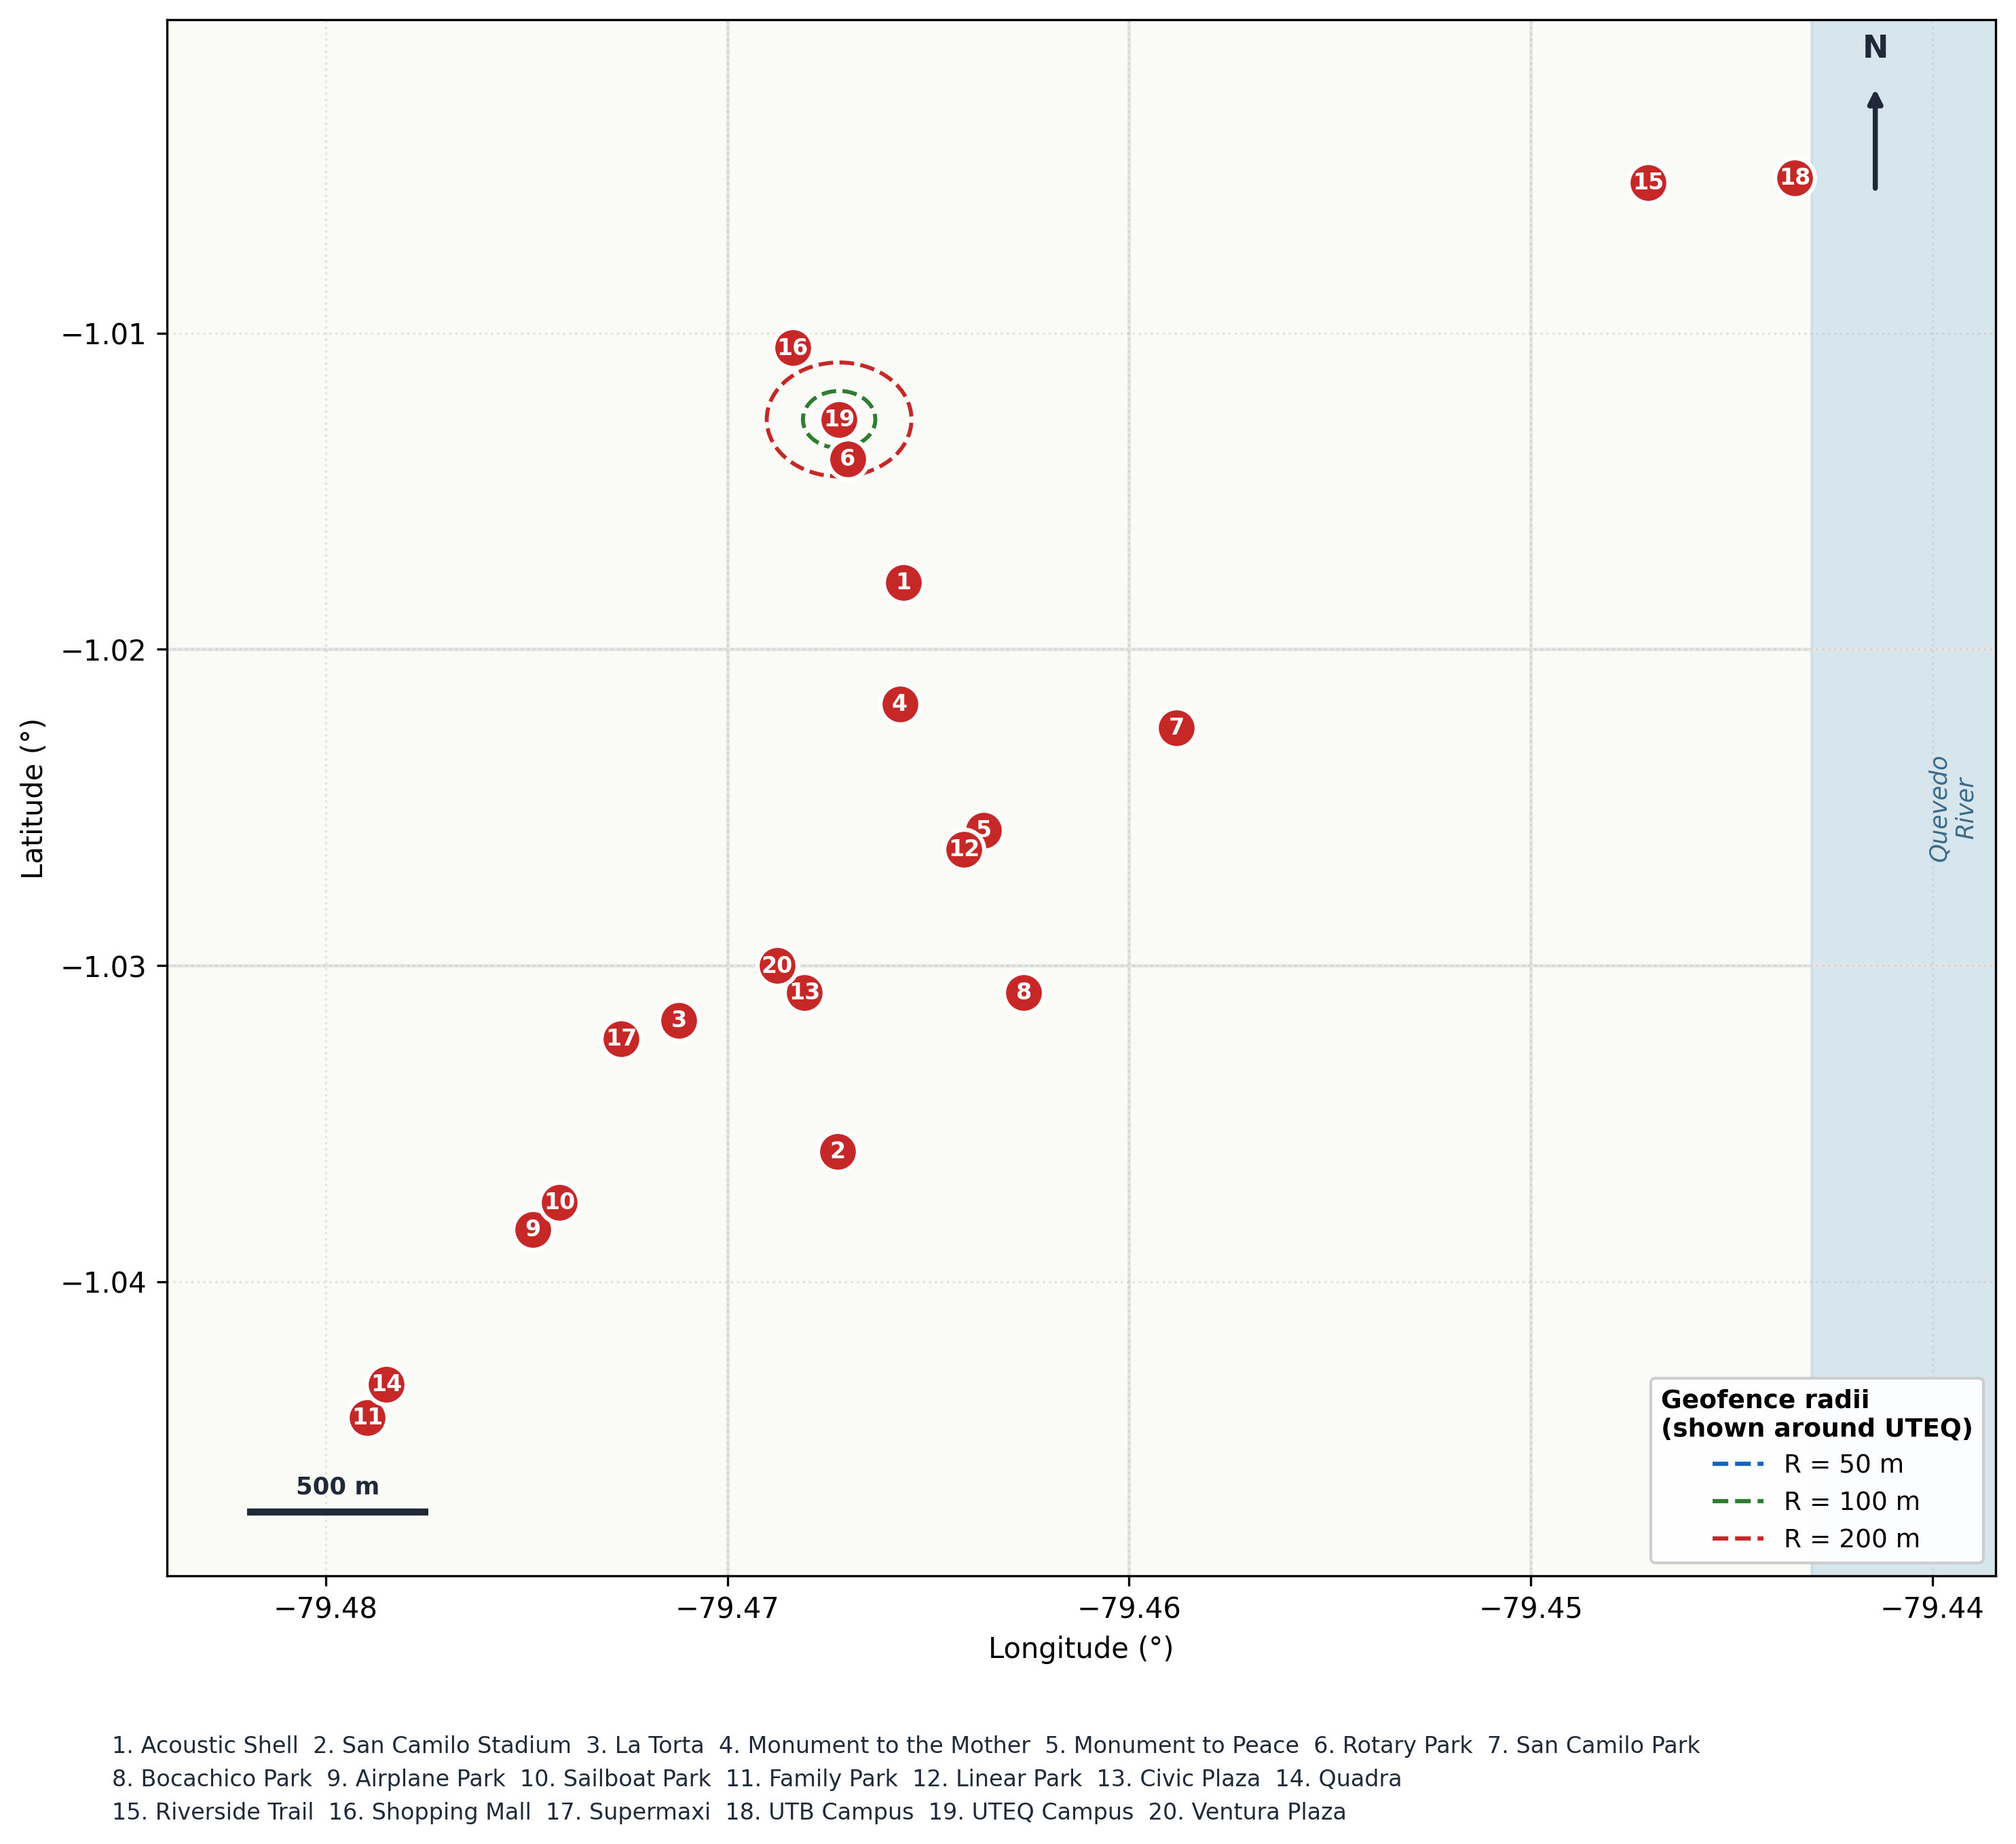 N
15
18
−1.01
16
19
6
1
−1.02
4
7
Latitude (°)
Quevedo
River
5
12
−1.03
20
13
8
3
17
2
10
9
−1.04
14
11
500 m
Geofence radii
(shown around UTEQ)
R = 50 m
R = 100 m
R = 200 m
−79.48
−79.47
−79.46
−79.45
−79.44
Longitude (°)
1. Acoustic Shell 2. San Camilo Stadium 3. La Torta 4. Monument to the Mother 5. Monument to Peace 6. Rotary Park 7. San Camilo Park
8. Bocachico Park 9. Airplane Park 10. Sailboat Park 11. Family Park 12. Linear Park 13. Civic Plaza 14. Quadra
15. Riverside Trail 16. Shopping Mall 17. Supermaxi 18. UTB Campus 19. UTEQ Campus 20. Ventura Plaza